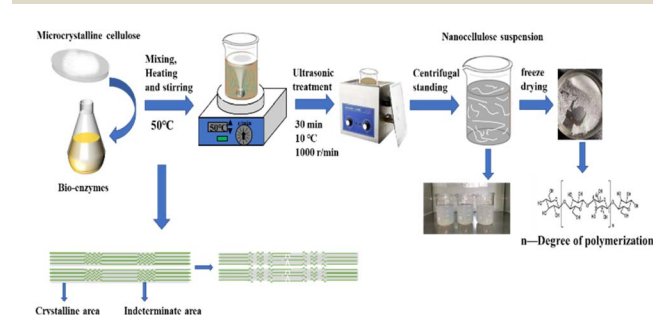 Microcrystalline cellulose
Mixing,
Heating
and stirring
50℃
Bio-enzymes
50℃
Ultrasonic
treatment
30 min
10 ℃
1000 r/min
Centrifugal
standing
Nanocellulose suspension
freeze
drying
n—Degree of polymerization
Crystalline area
Indeterminate area